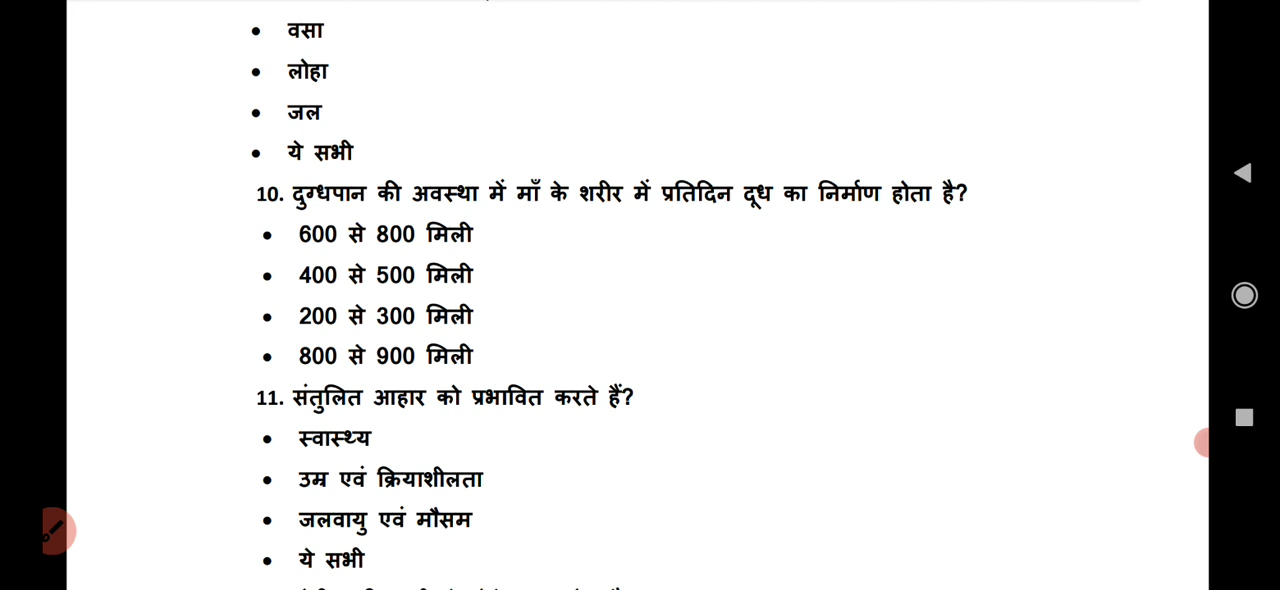 • वसा
• लोहा
• जल
• ये सभी
10. दुग्धपान की अवस्था में माँ के शरीर में प्रतिदिन दूध का निर्माण होता है?
• 600 से 800 मिली
• 400 से 500 मिली
• 200 से 300 मिली
• 800 से 900 मिली
11. संतुलित आहार को प्रभावित करते हैं?
• स्वास्थ्य
• उम्र एवं क्रियाशीलता
• जलवायु एवं मौसम
• ये सभी